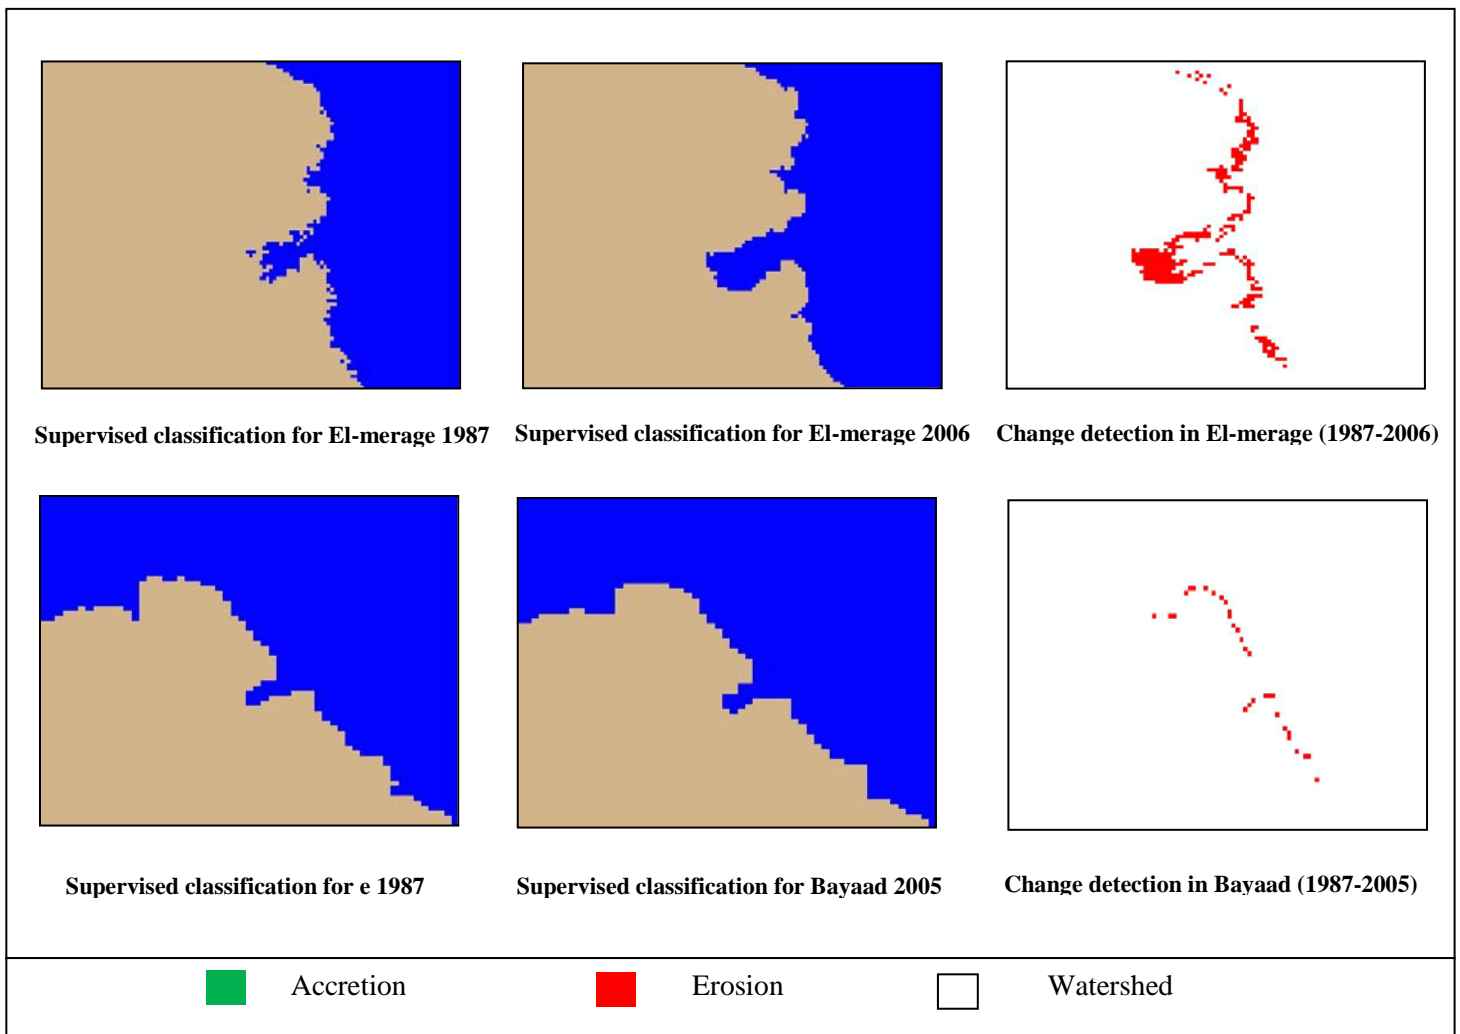 Supervised classification for El-merage 1987
Supervised classification for El-merage 2006
Change detection in El-merage (1987-2006)
Supervised classification for e 1987
Supervised classification for Bayaad 2005
Change detection in Bayaad (1987-2005)
Accretion
Erosion
Watershed